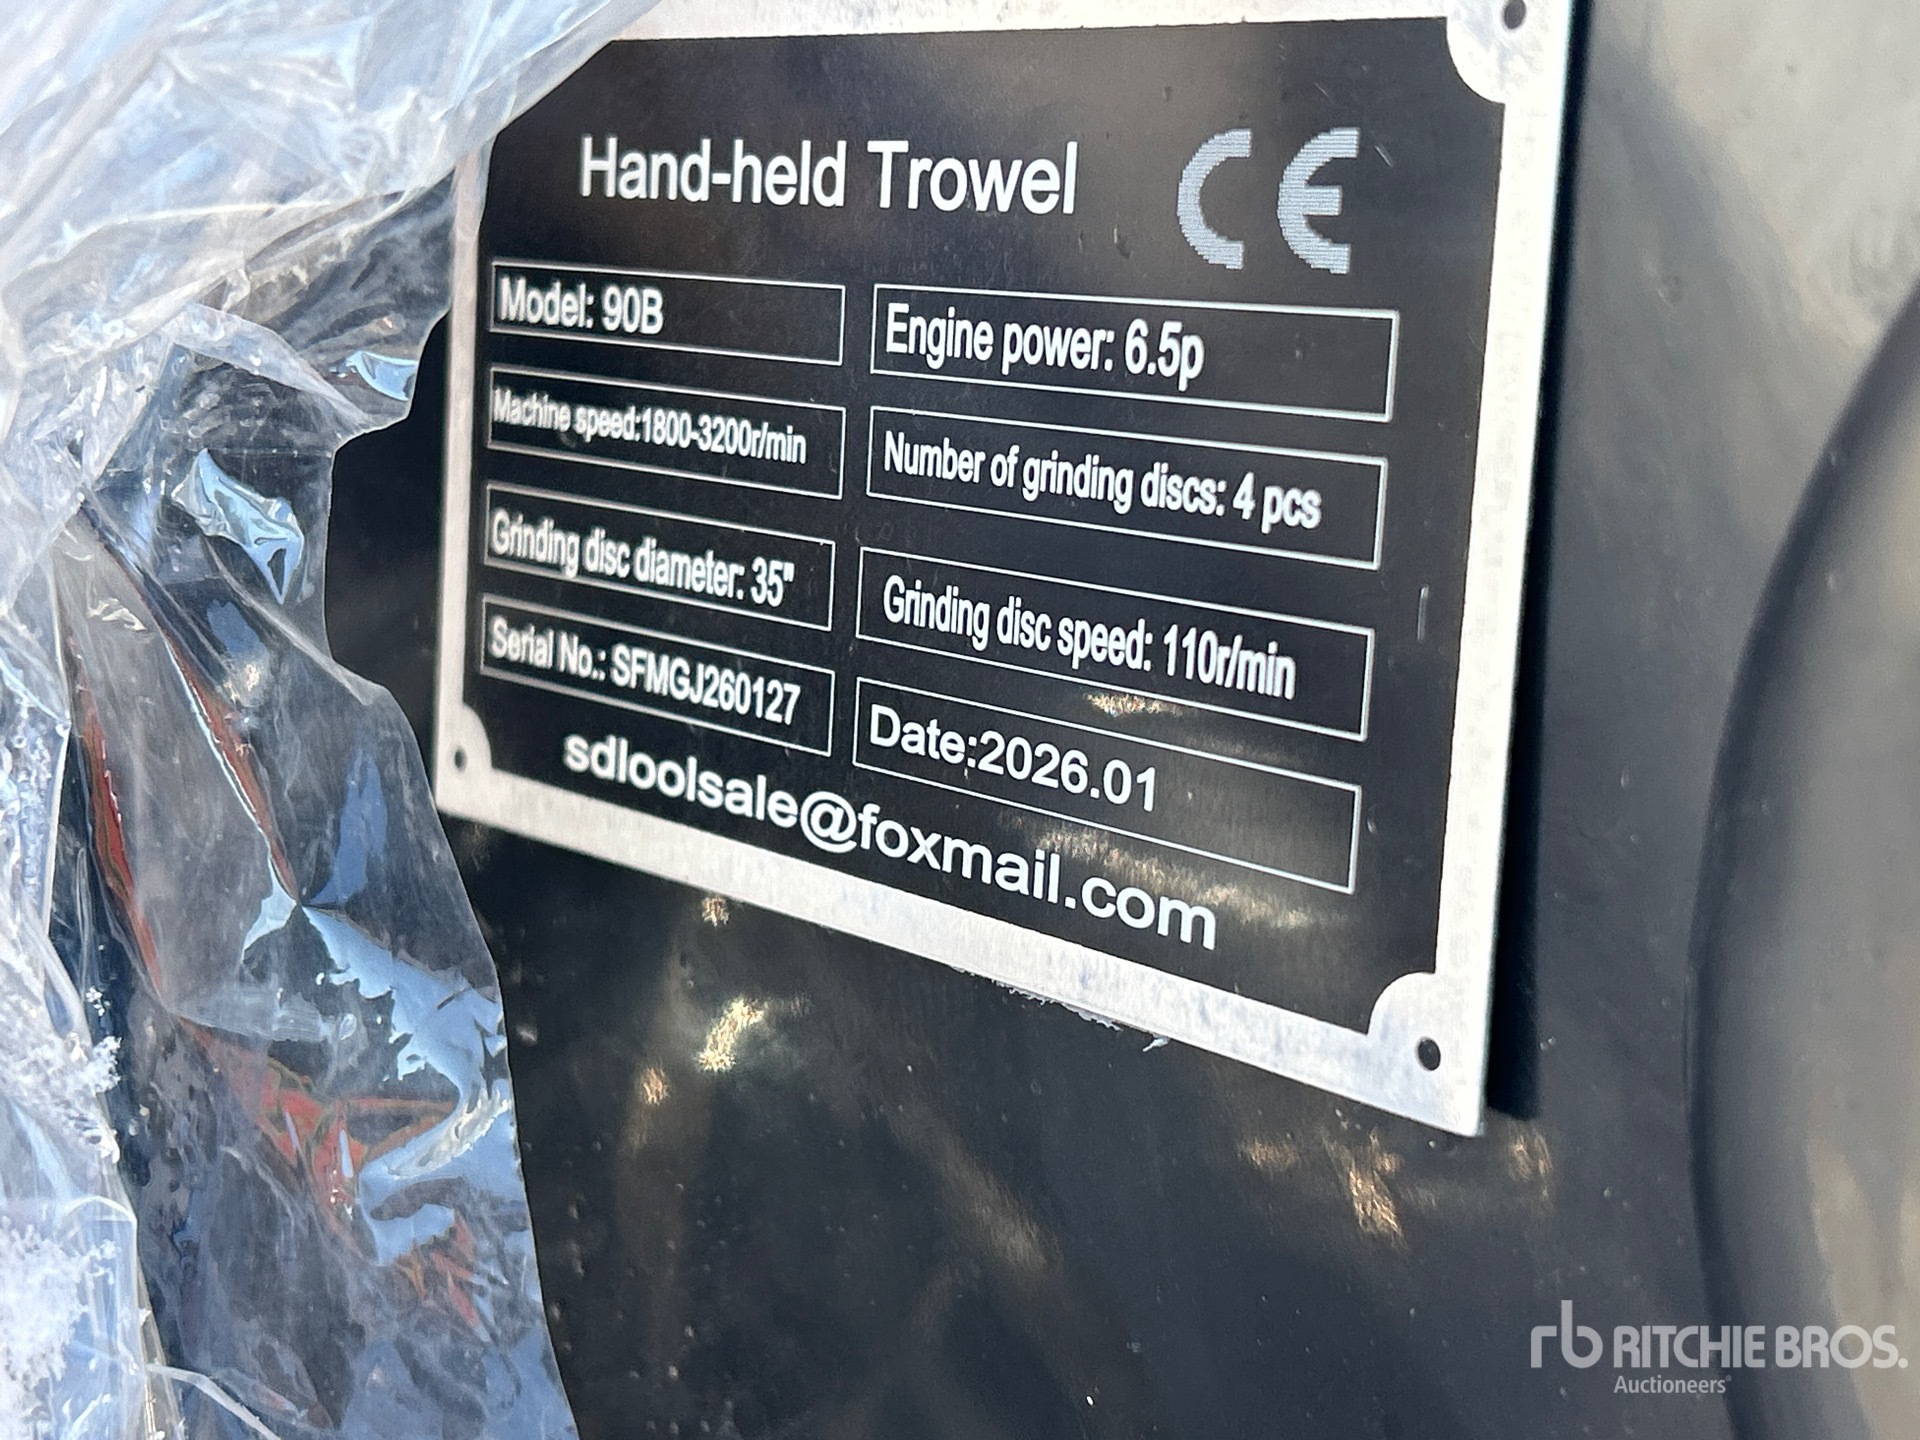 Hand-held Trowel CE
Model: 90B
Engine power: 6.5p
Machine speed:1800-3200r/min
Number of grinding discs: 4 pcs
Grinding disc diameter: 35"
Grinding disc speed: 110r/min
Serial No.: SFMGJ260127
Date:2026.01
sdloolsale@foxmail.com
rb RITCHIE BROS.
Auctioneers